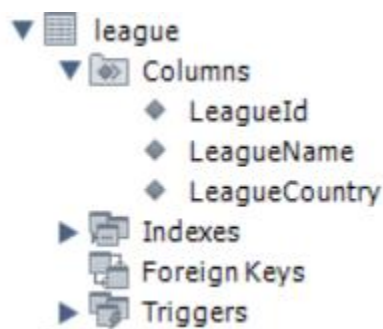 league
Columns
LeagueId
LeagueName
LeagueCountry
Indexes
Foreign Keys
Triggers